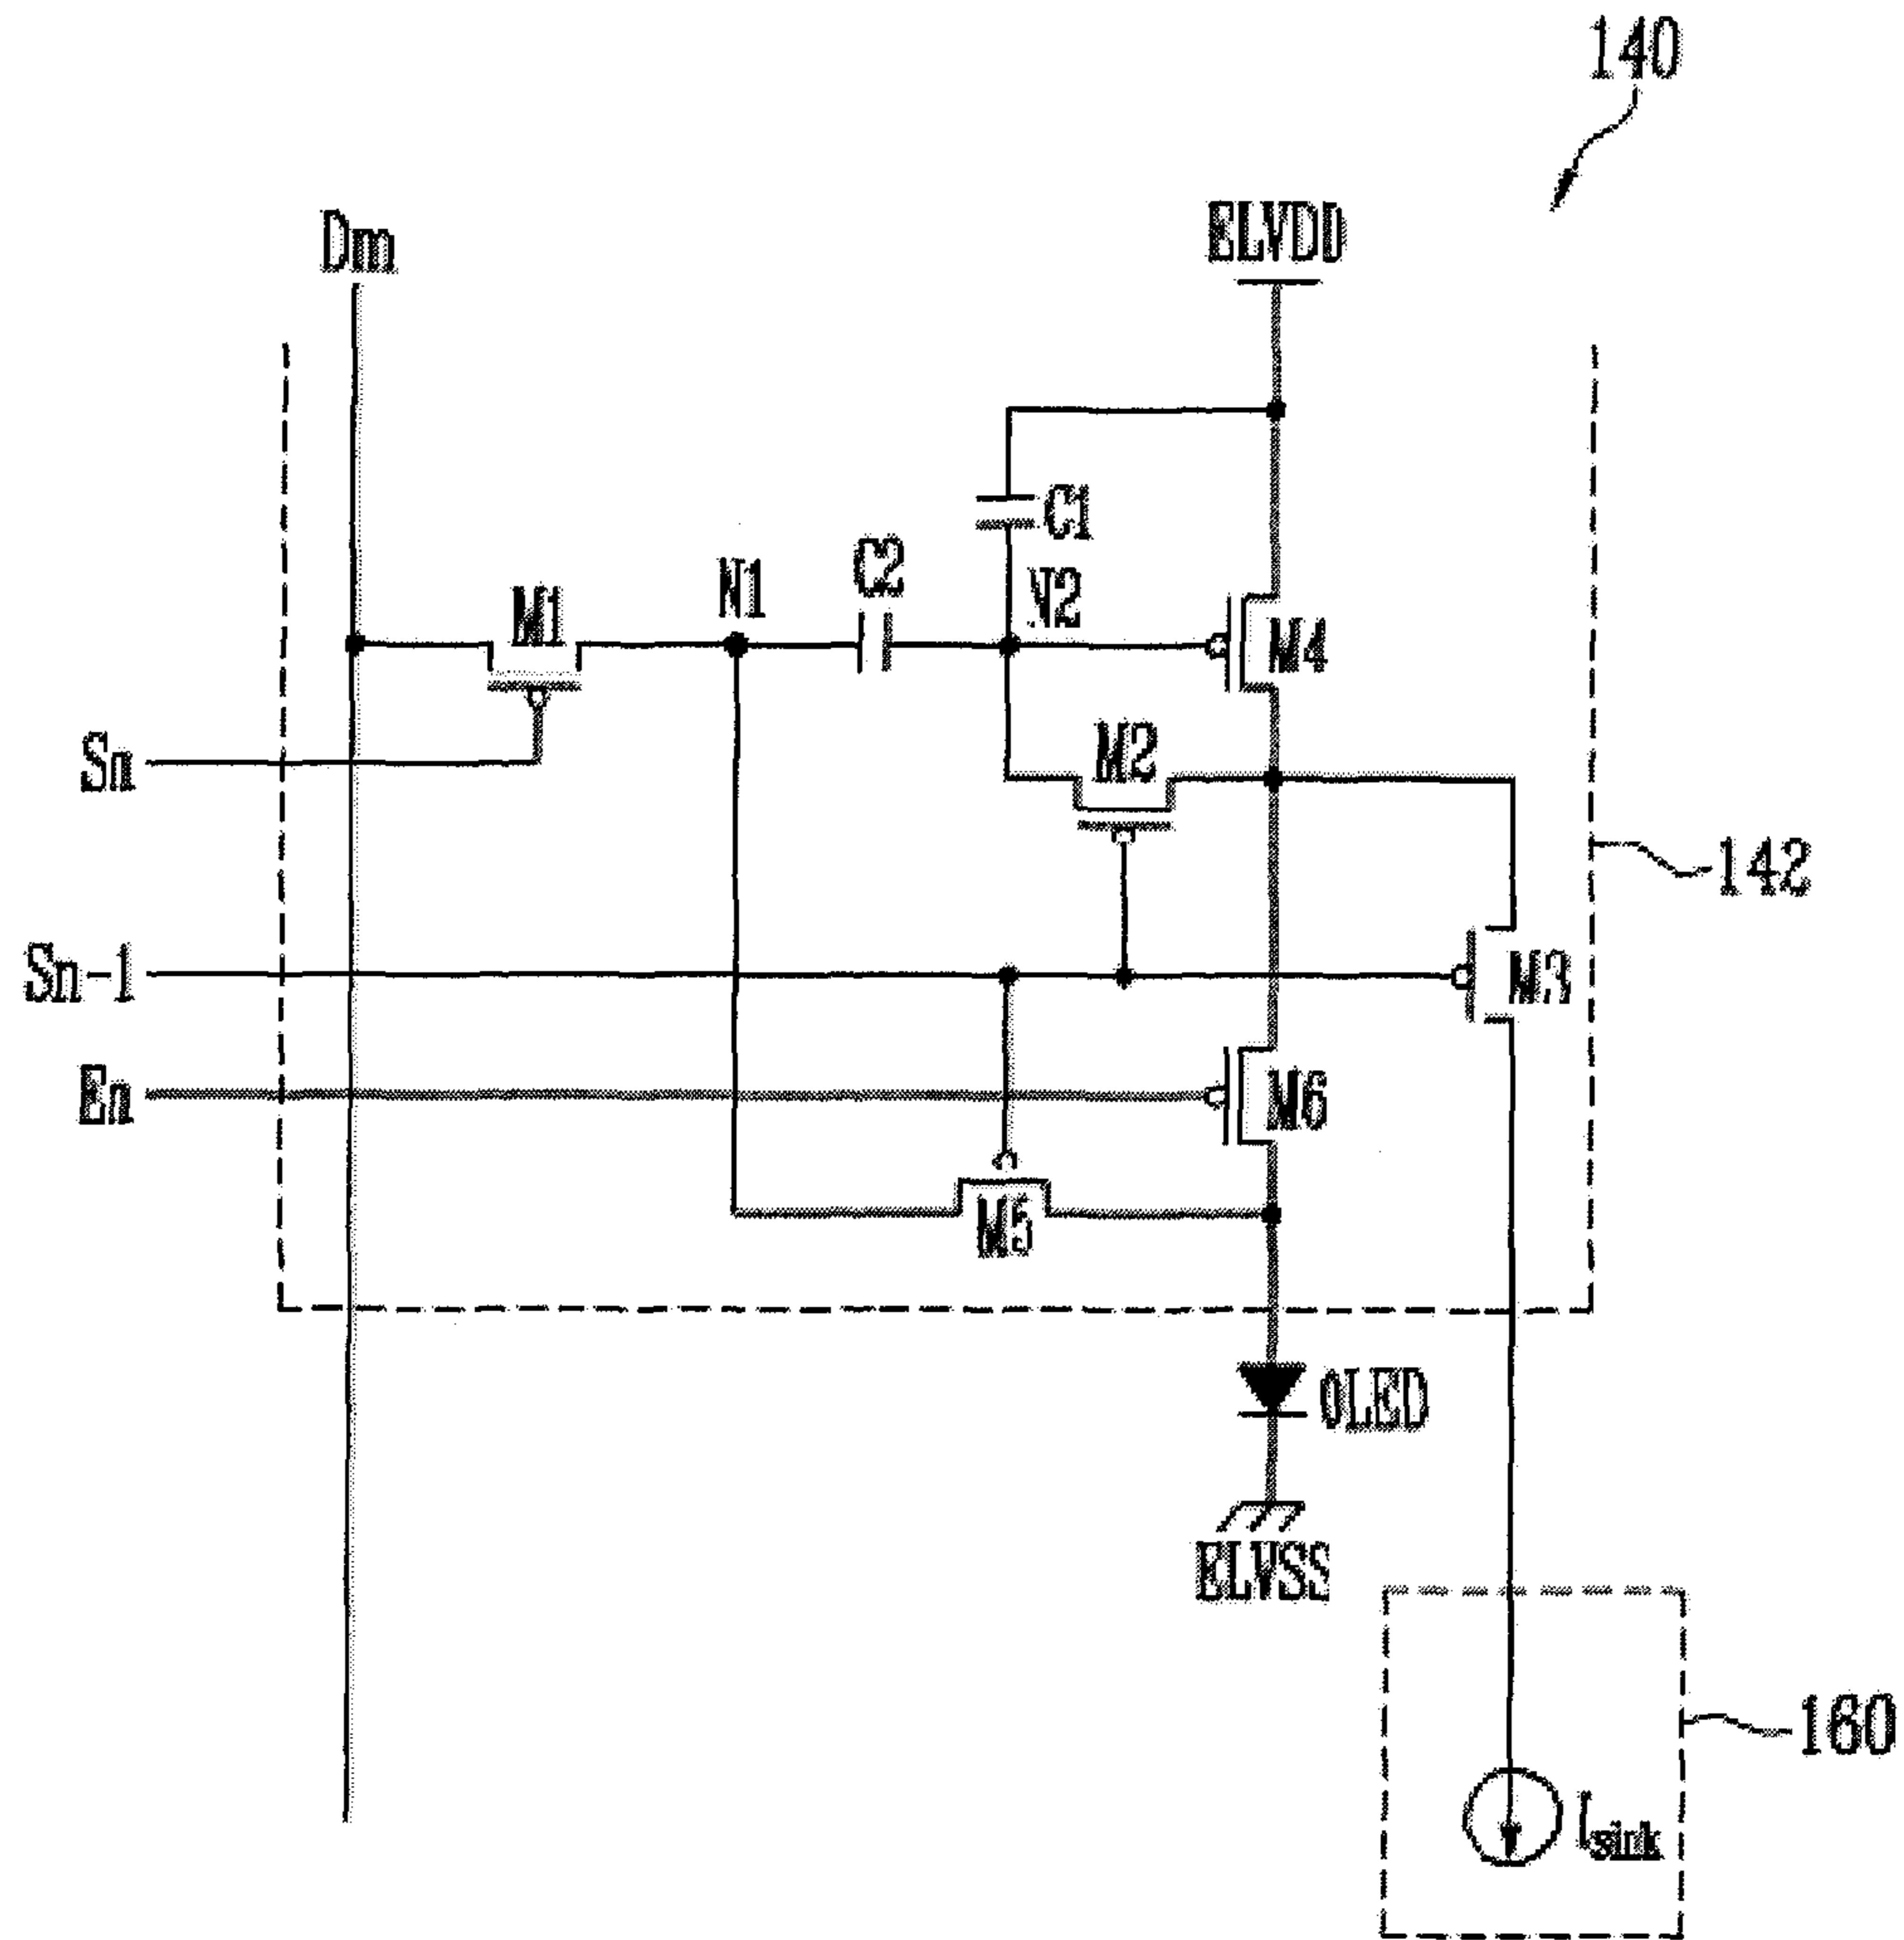 140
Dm
ELVDD
C1
C2
N1
N2
M1
M4
Sn
M2
142
Sn-1
M3
En
M6
M5
OLED
ELVSS
160
Isink